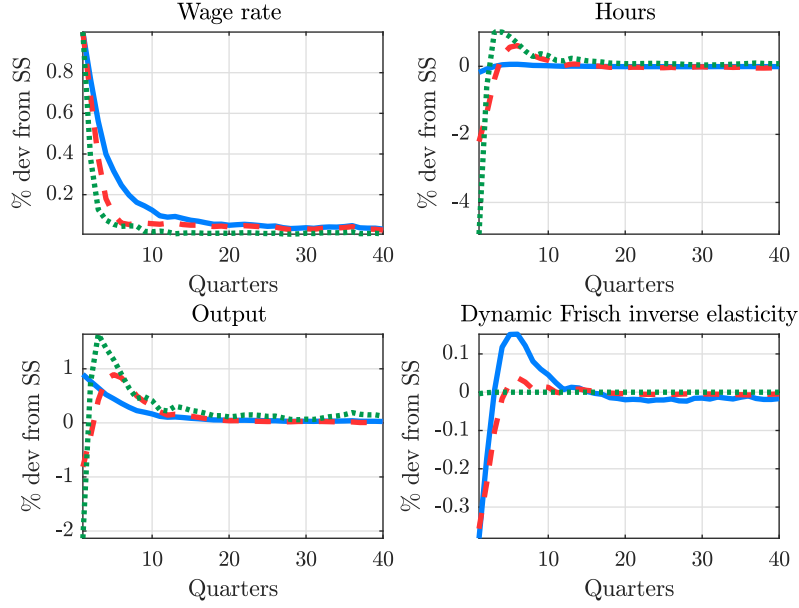 Wage rate
% dev from SS
0.8
0.6
0.4
0.2
10 20 30 40
Quarters
Hours
% dev from SS
0
-2
-4
10 20 30 40
Quarters
Output
% dev from SS
1
0
-1
-2
10 20 30 40
Quarters
Dynamic Frisch inverse elasticity
% dev from SS
0.1
0
-0.1
-0.2
-0.3
10 20 30 40
Quarters